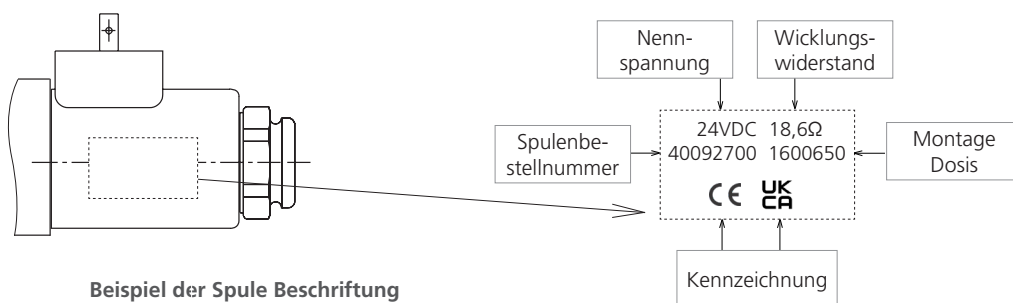 Nenn-
spannung
Wicklungs-
widerstand
Spulenbe-
stellnummer
24VDC 18,6Ω
40092700 1600650
CE UK
CA
Montage
Dosis
Kennzeichnung
Beispiel der Spule Beschriftung